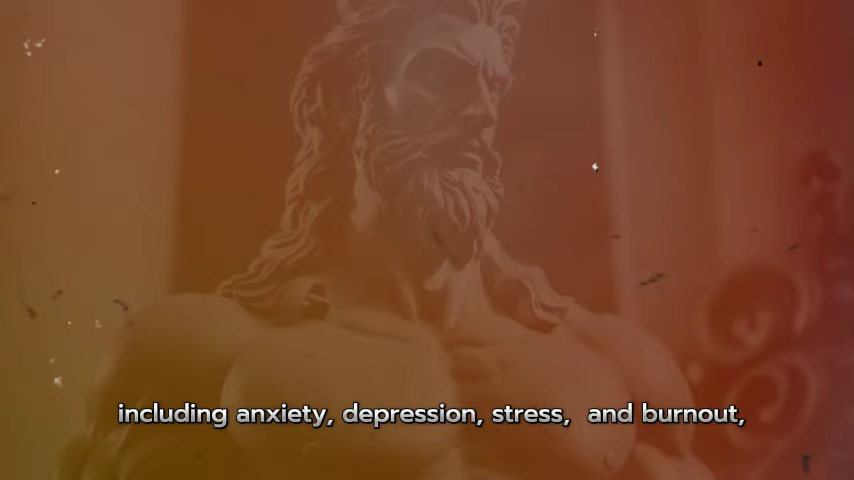 including anxiety, depression, stress, and burnout,